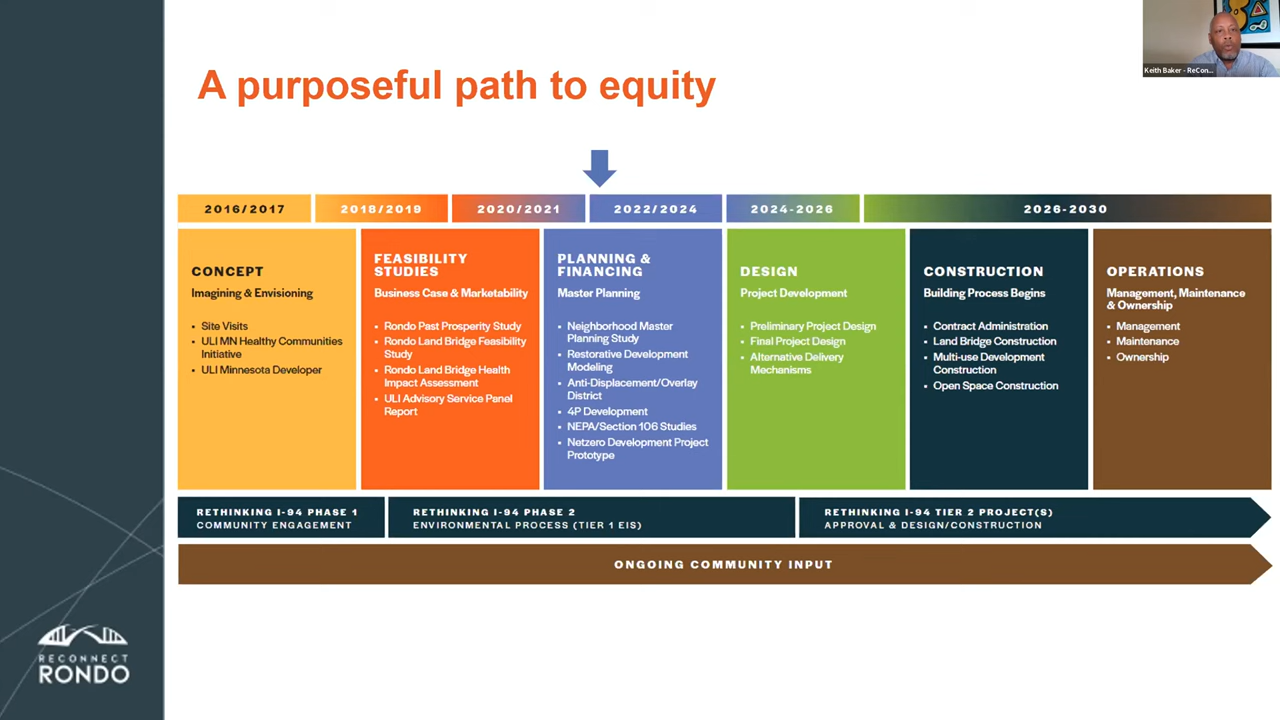 A purposeful path to equity
Keith Baker - ReCon...
2016/2017
2018/2019
2020/2021
2022/2024
2024-2026
2026-2030
CONCEPT
Imagining & Envisioning
• Site Visits
• ULI MN Healthy Communities
Initiative
• ULI Minnesota Developer
FEASIBILITY
STUDIES
Business Case & Marketability
• Rondo Past Prosperity Study
• Rondo Land Bridge Feasibility
Study
• Rondo Land Bridge Health
Impact Assessment
• ULI Advisory Service Panel
Report
PLANNING &
FINANCING
Master Planning
• Neighborhood Master
Planning Study
• Restorative Development
Modeling
• Anti-Displacement/Overlay
District
• 4P Development
• NEPA/Section 106 Studies
• Netzero Development Project
Prototype
DESIGN
Project Development
• Preliminary Project Design
• Final Project Design
• Alternative Delivery
Mechanisms
CONSTRUCTION
Building Process Begins
• Contract Administration
• Land Bridge Construction
• Multi-use Development
Construction
• Open Space Construction
OPERATIONS
Management, Maintenance
& Ownership
• Management
• Maintenance
• Ownership
RETHINKING I-94 PHASE 1
COMMUNITY ENGAGEMENT
RETHINKING I-94 PHASE 2
ENVIRONMENTAL PROCESS (TIER 1 EIS)
RETHINKING I-94 TIER 2 PROJECT(S)
APPROVAL & DESIGN/CONSTRUCTION
ONGOING COMMUNITY INPUT
RECONNECT
RONDO